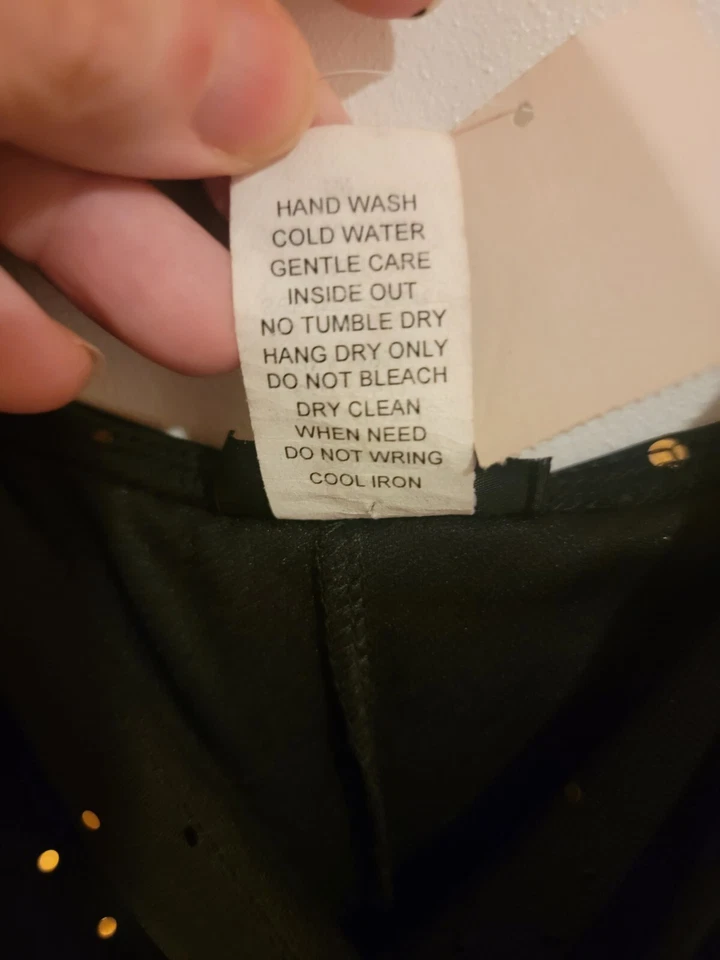 HAND WASH
COLD WATER
GENTLE CARE
INSIDE OUT
NO TUMBLE DRY
HANG DRY ONLY
DO NOT BLEACH
DRY CLEAN
WHEN NEED
DO NOT WRING
COOL IRON